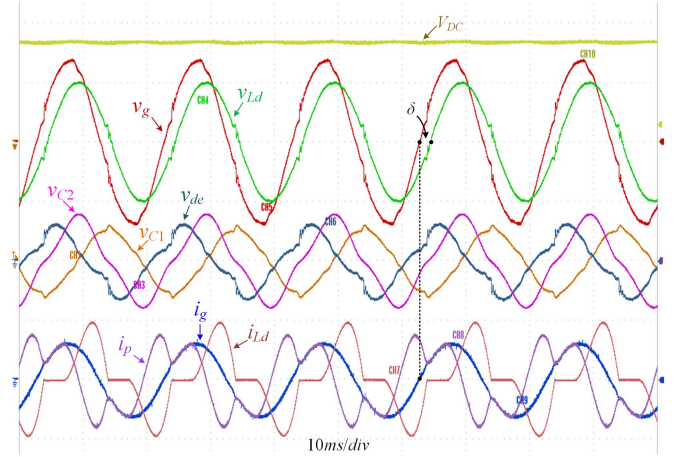 V_DC
CH10
v_g
v_Ld
CH4
δ
CH5
v_C2
v_de
CH6
v_C1
CH3
i_p
i_g
i_Ld
CH8
CH7
CH9
10ms/div